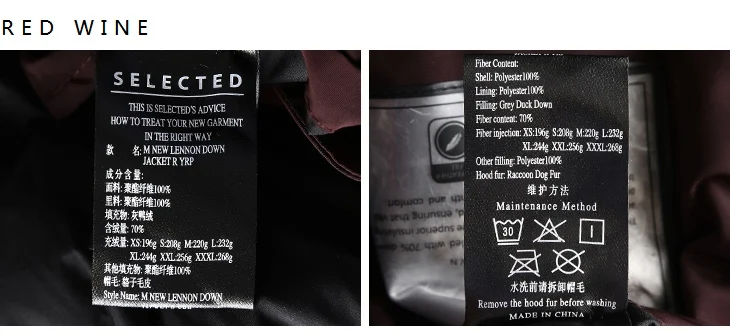 RED WINE
SELECTED
THIS IS SELECTED'S ADVICE
HOW TO TREAT YOUR NEW GARMENT
IN THE RIGHT WAY
款 名: M NEW LENNON DOWN
JACKET R YRP
成分含量:
面料: 聚酯纤维100%
里料: 聚酯纤维100%
填充物: 灰鸭绒
含绒量: 70%
充绒量: XS:196g S:208g M:220g L:232g
XL:244g XXL:256g XXXL:268g
其他填充物: 聚酯纤维100%
帽毛: 貉子毛皮
Style Name: M NEW LENNON DOWN
Fiber Content:
Shell: Polyester100%
Lining: Polyester100%
Filling: Grey Duck Down
Fiber content: 70%
Fiber injection: XS:196g S:208g M:220g L:232g
XL:244g XXL:256g XXXL:268g
Other filling: Polyester100%
Hood fur: Raccoon Dog Fur
维护方法
Maintenance Method
30
水洗前请拆卸帽毛
Remove the hood fur before washing
MADE IN CHINA